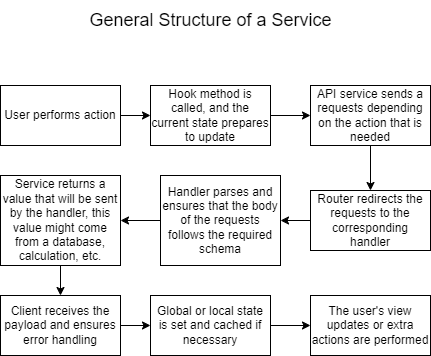 General Structure of a Service
User performs action
Hook method is
called, and the
current state prepares
to update
API service sends a
requests depending
on the action that is
needed
Service returns a
value that will be sent
by the handler, this
value might come
from a database,
calculation, etc.
Handler parses and
ensures that the body
of the requests
follows the required
schema
Router redirects the
requests to the
corresponding
handler
Client receives the
payload and ensures
error handling
Global or local state
is set and cached if
necessary
The user's view
updates or extra
actions are performed